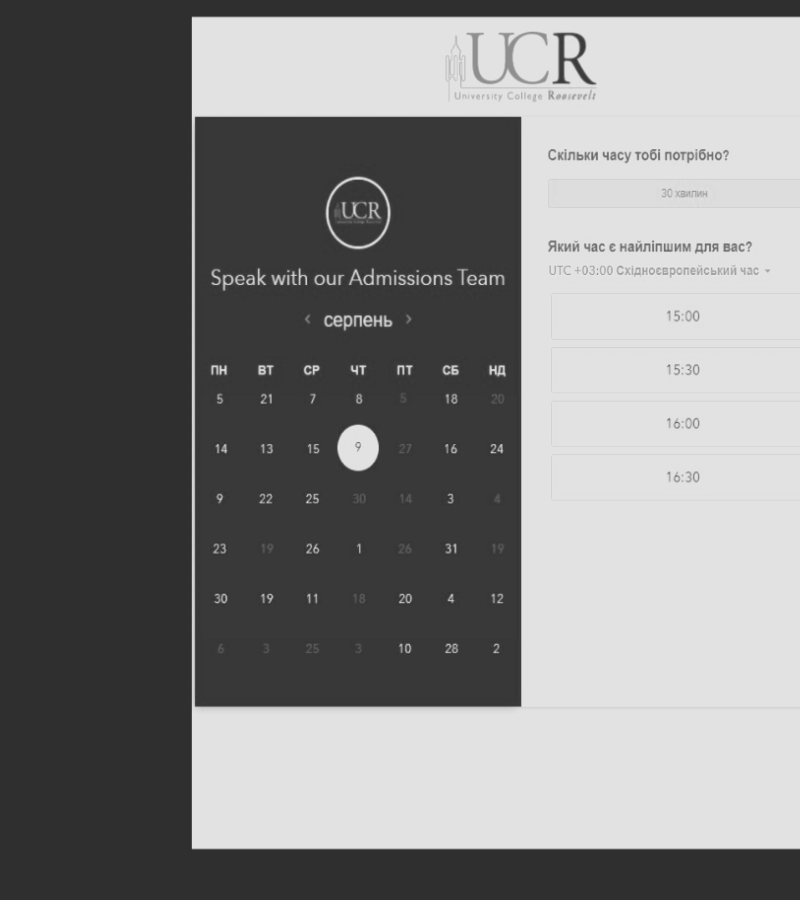 UCR
University College Roosevelt
UCR
Speak with our Admissions Team
‹ серпень ›
ПН ВТ СР ЧТ ПТ СБ НД
5 21 7 8 5 18 20
14 13 15 9 27 16 24
9 22 25 30 14 3 4
23 19 26 1 26 31 19
30 19 11 18 20 4 12
6 3 25 3 10 28 2
Скільки часу тобі потрібно?
30 хвилин
Який час є найліпшим для вас?
UTC +03:00 Східноєвропейський час
15:00
15:30
16:00
16:30